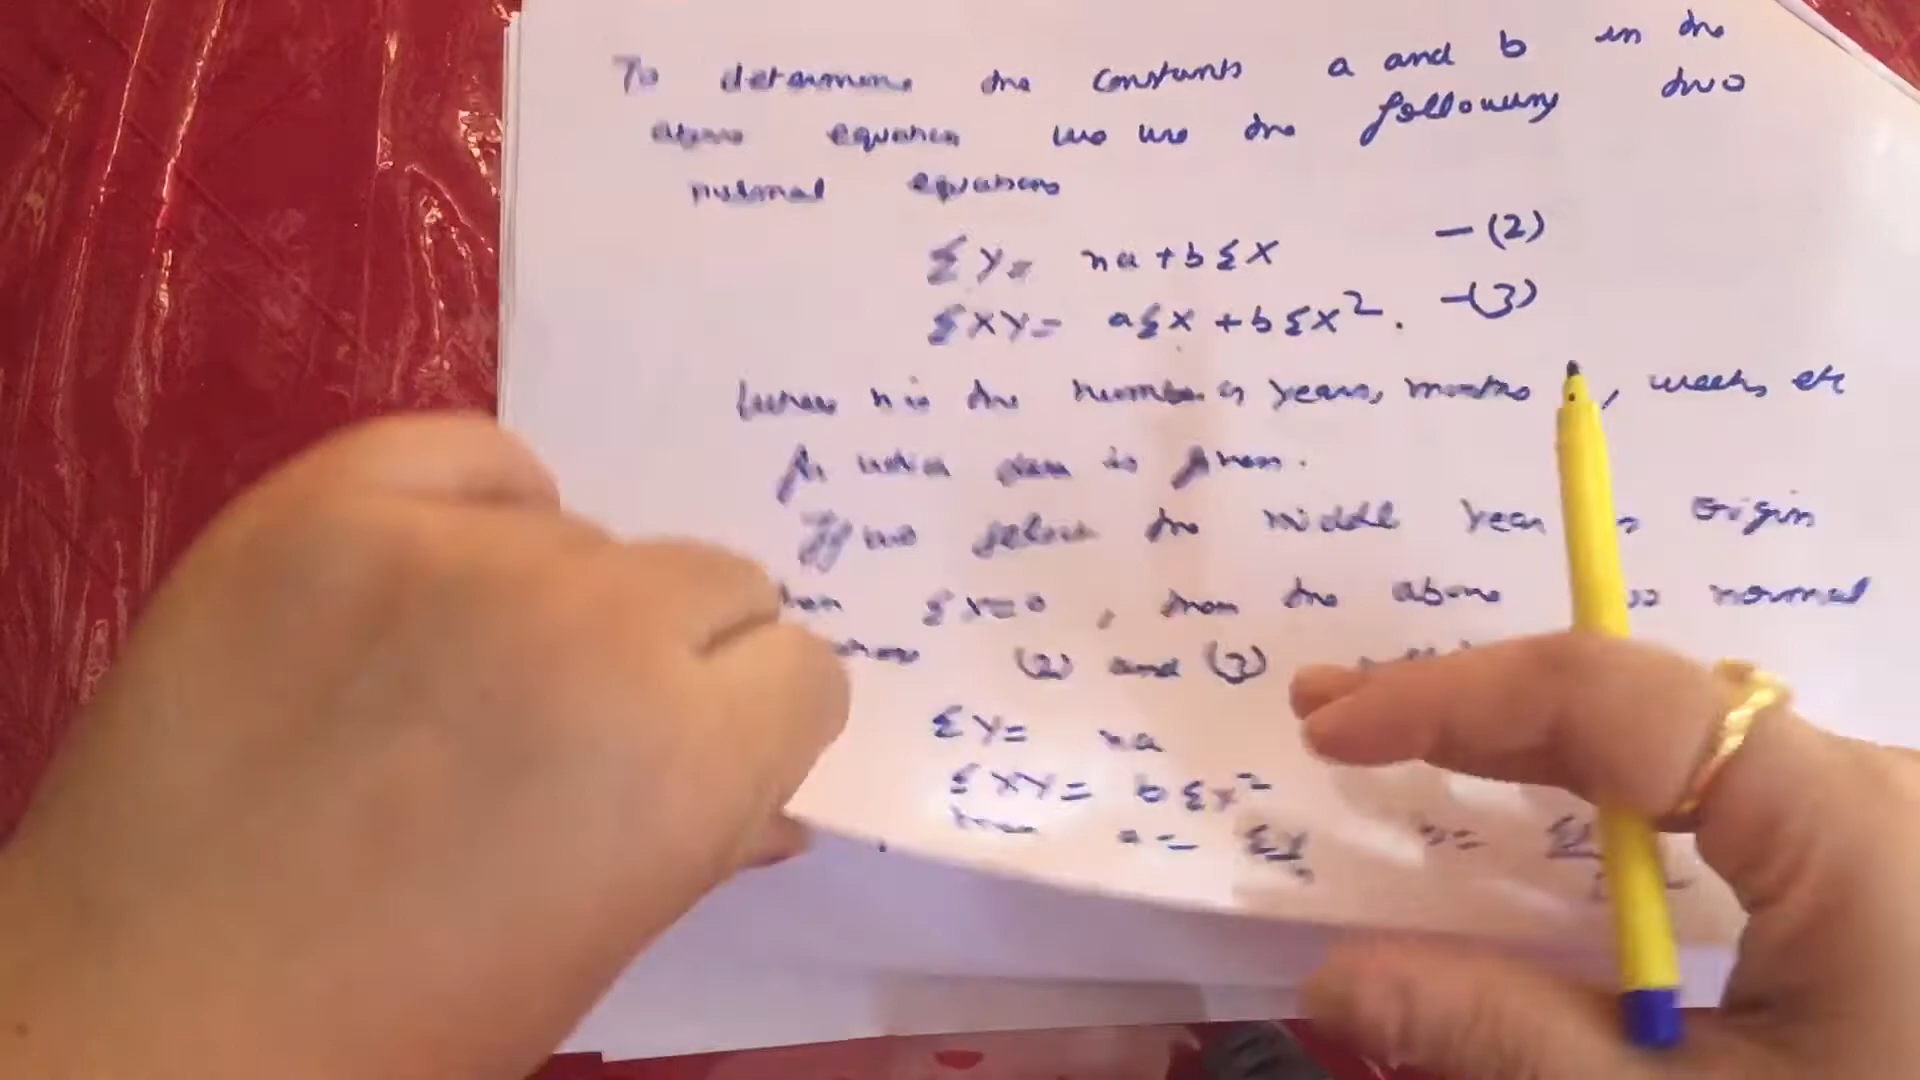 To determine the constants a and b in the
above equation we use the following two
normal equations
ΣY = na + bΣX — (2)
ΣXY = aΣX + bΣX². — (3)
where n is the number of years, months, weeks etc
for which data is given.
If we select the middle year origin
ΣX=0, then the above normal
(2) and (3)
ΣY = na
ΣXY = bΣX²
then a = ΣY/n b =